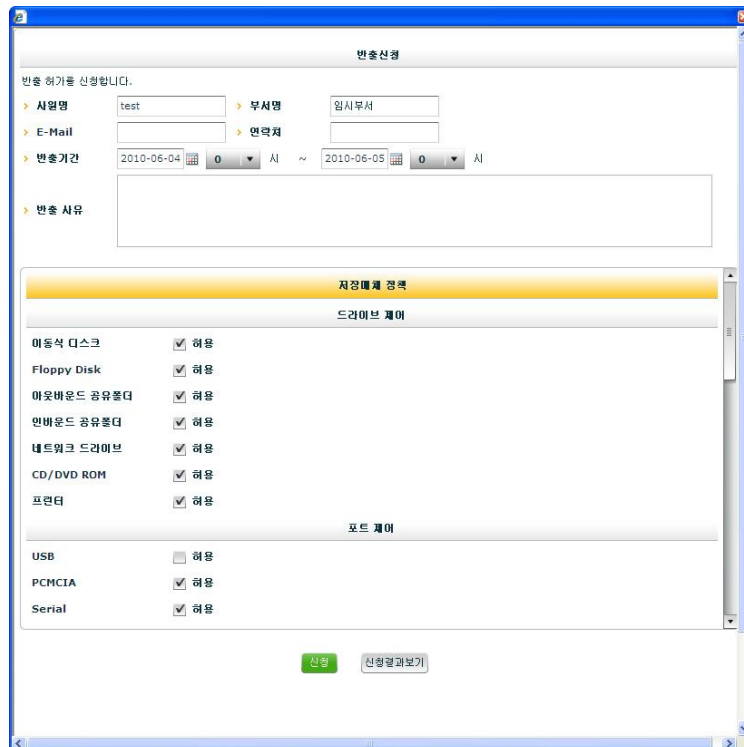 반출신청
반출 허가를 신청합니다.
사원명 test 부서명 임시부서
E-Mail 연락처
반출기간 2010-06-04 0 시 ~ 2010-06-05 0 시
반출 사유
저장매체 정책
드라이브 제어
이동식 디스크 허용
Floppy Disk 허용
아웃바운드 공유폴더 허용
인바운드 공유폴더 허용
네트워크 드라이브 허용
CD/DVD ROM 허용
프린터 허용
포트 제어
USB 허용
PCMCIA 허용
Serial 허용
신청 신청결과보기